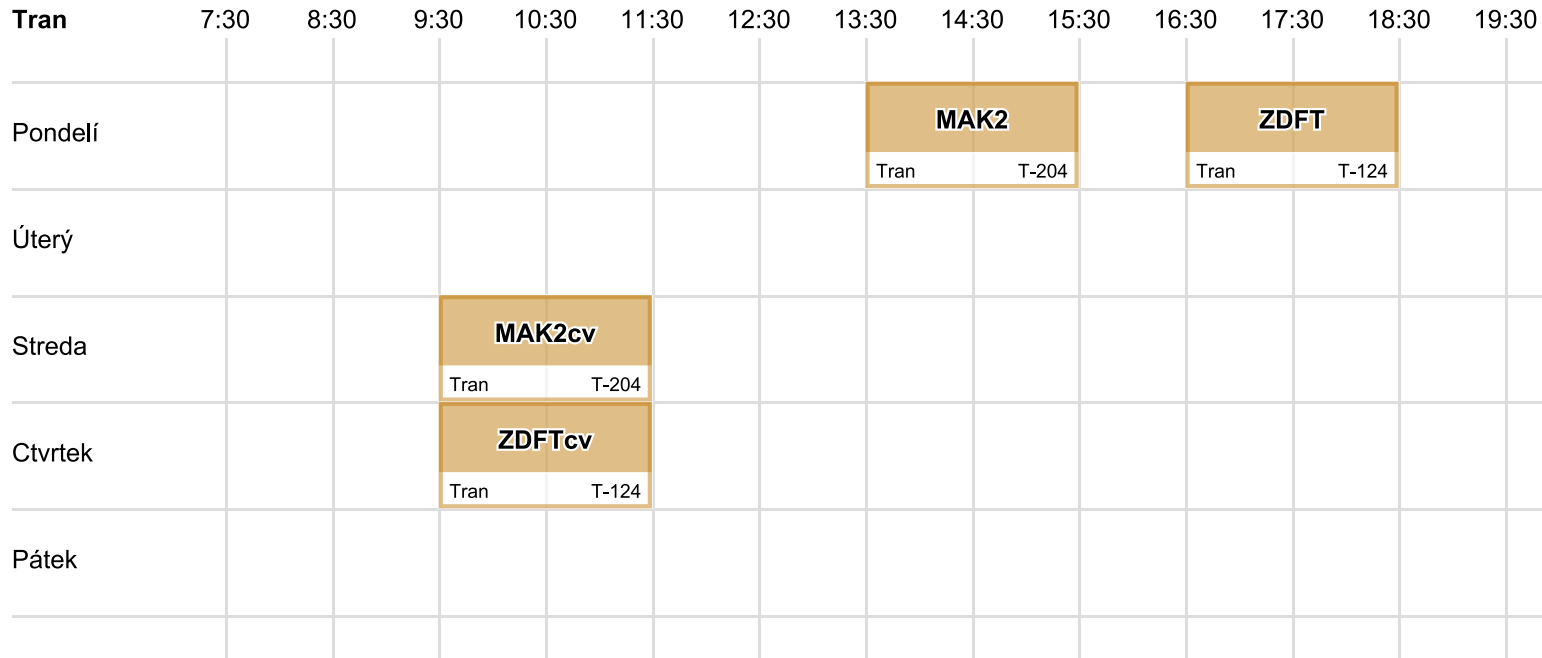 Tran 7:30 8:30 9:30 10:30 11:30 12:30 13:30 14:30 15:30 16:30 17:30 18:30 19:30
Pondelí
MAK2
Tran T-204
ZDFT
Tran T-124
Úterý
Streda
MAK2cv
Tran T-204
Ctvrtek
ZDFTcv
Tran T-124
Pátek